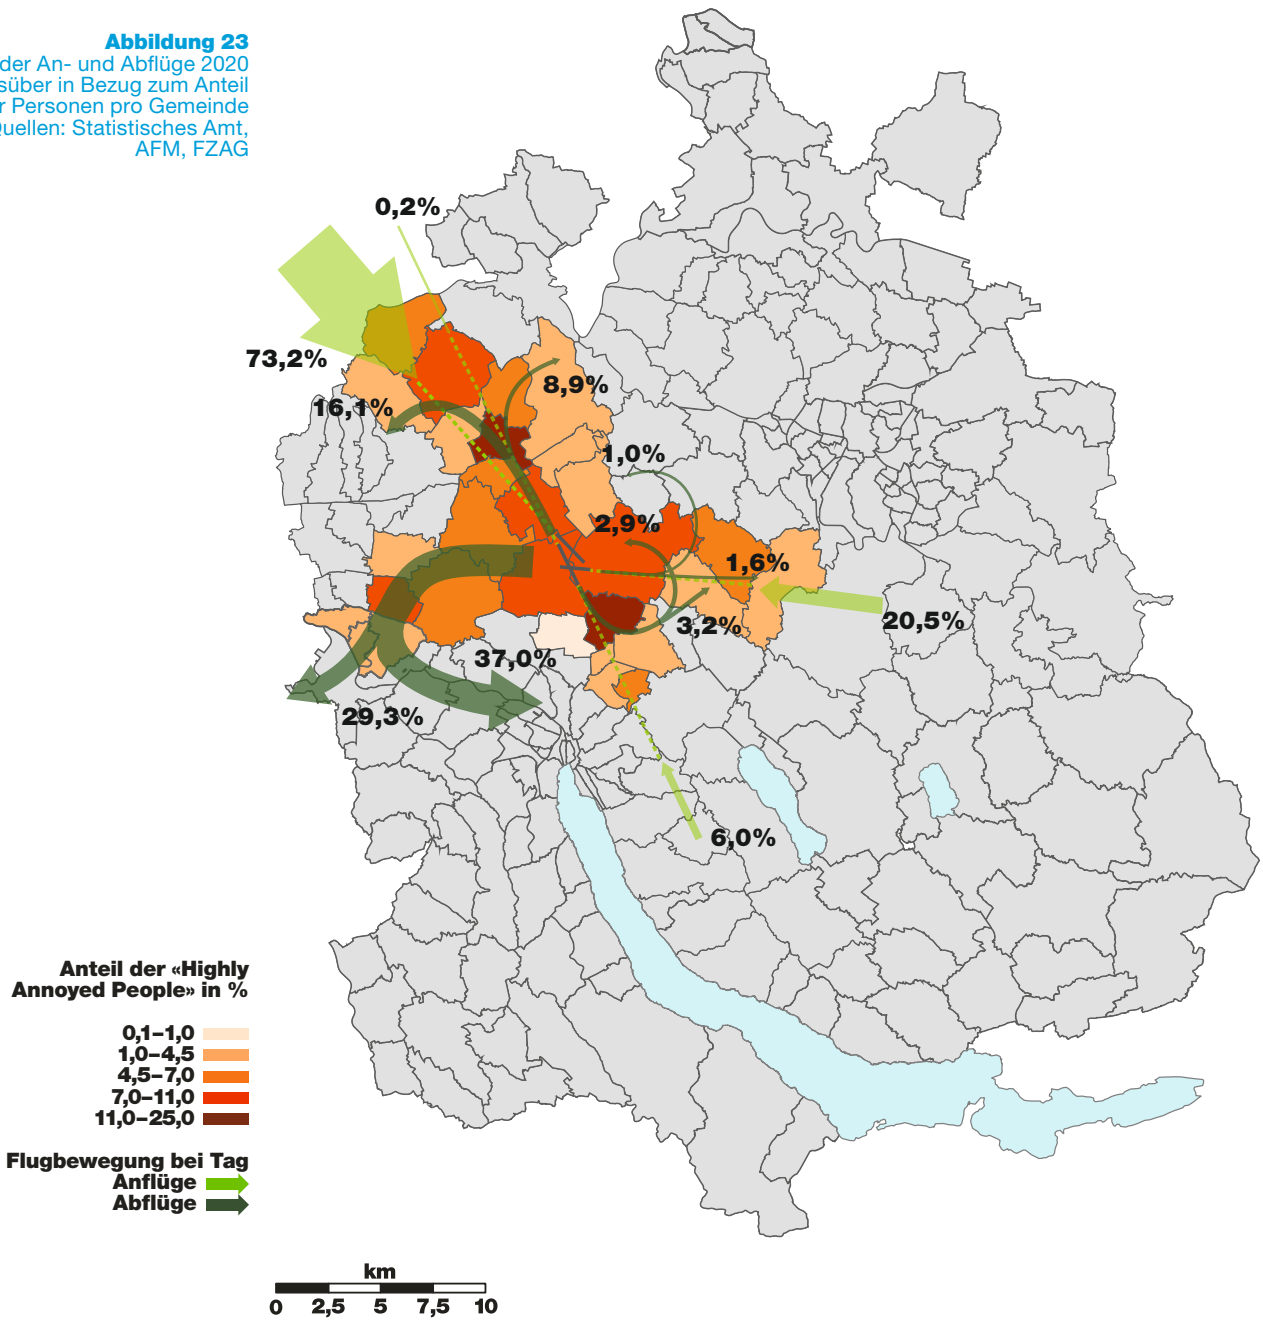 Abbildung 23
der An- und Abflüge 2020
süber in Bezug zum Anteil
r Personen pro Gemeinde
uellen: Statistisches Amt,
AFM, FZAG
0,2%
73,2%
8,9%
16,1%
1,0%
2,9%
1,6%
20,5%
3,2%
37,0%
29,3%
6,0%
Anteil der «Highly
Annoyed People» in %
0,1–1,0
1,0–4,5
4,5–7,0
7,0–11,0
11,0–25,0
Flugbewegung bei Tag
Anflüge
Abflüge
km
0 2,5 5 7,5 10